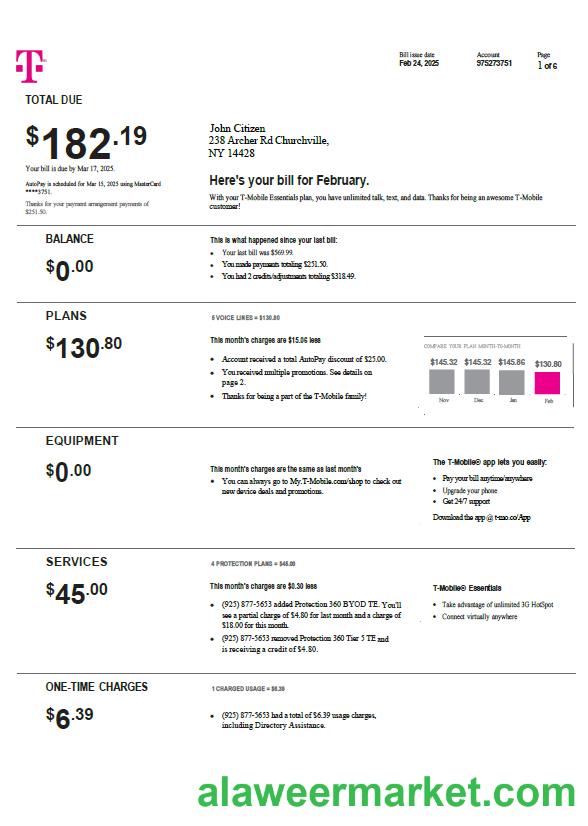 Bill issue date Account Page
Feb 24, 2025 975273751 1 of 6
T
TOTAL DUE
$182.19
Your bill is due by Mar 17, 2025.
AutoPay is scheduled for Mar 15, 2025 using MasterCard
****3751.
Thanks for your payment arrangement payments of
$251.50.
John Citizen
238 Archer Rd Churchville,
NY 14428
Here's your bill for February.
With your T-Mobile Essentials plan, you have unlimited talk, text, and data. Thanks for being an awesome T-Mobile
customer!
BALANCE
$0.00
This is what happened since your last bill:
• Your last bill was $569.99.
• You made payments totaling $251.50.
• You had 2 credits/adjustments totaling $318.49.
PLANS
$130.80
5 VOICE LINES = $130.80
This month's charges are $15.06 less
• Account received a total AutoPay discount of $25.00.
• You received multiple promotions. See details on
page 2.
• Thanks for being a part of the T-Mobile family!
COMPARE YOUR PLAN MONTH-TO-MONTH
$145.32 $145.32 $145.86 $130.80
Nov Dec Jan Feb
EQUIPMENT
$0.00
This month's charges are the same as last month's
• You can always go to My.T-Mobile.com/shop to check out
new device deals and promotions.
The T-Mobile® app lets you easily:
• Pay your bill anytime/anywhere
• Upgrade your phone
• Get 24/7 support
Download the app @ t-mo.co/App
SERVICES
$45.00
4 PROTECTION PLANS = $45.00
This month's charges are $0.30 less
• (925) 877-5653 added Protection 360 BYOD TE. You'll
see a partial charge of $4.80 for last month and a charge of
$18.00 for this month.
• (925) 877-5653 removed Protection 360 Tier 5 TE and
is receiving a credit of $4.80.
T-Mobile® Essentials
• Take advantage of unlimited 3G HotSpot
• Connect virtually anywhere
ONE-TIME CHARGES
$6.39
1 CHARGED USAGE = $6.39
• (925) 877-5653 had a total of $6.39 usage charges,
including Directory Assistance.
alaweermarket.com